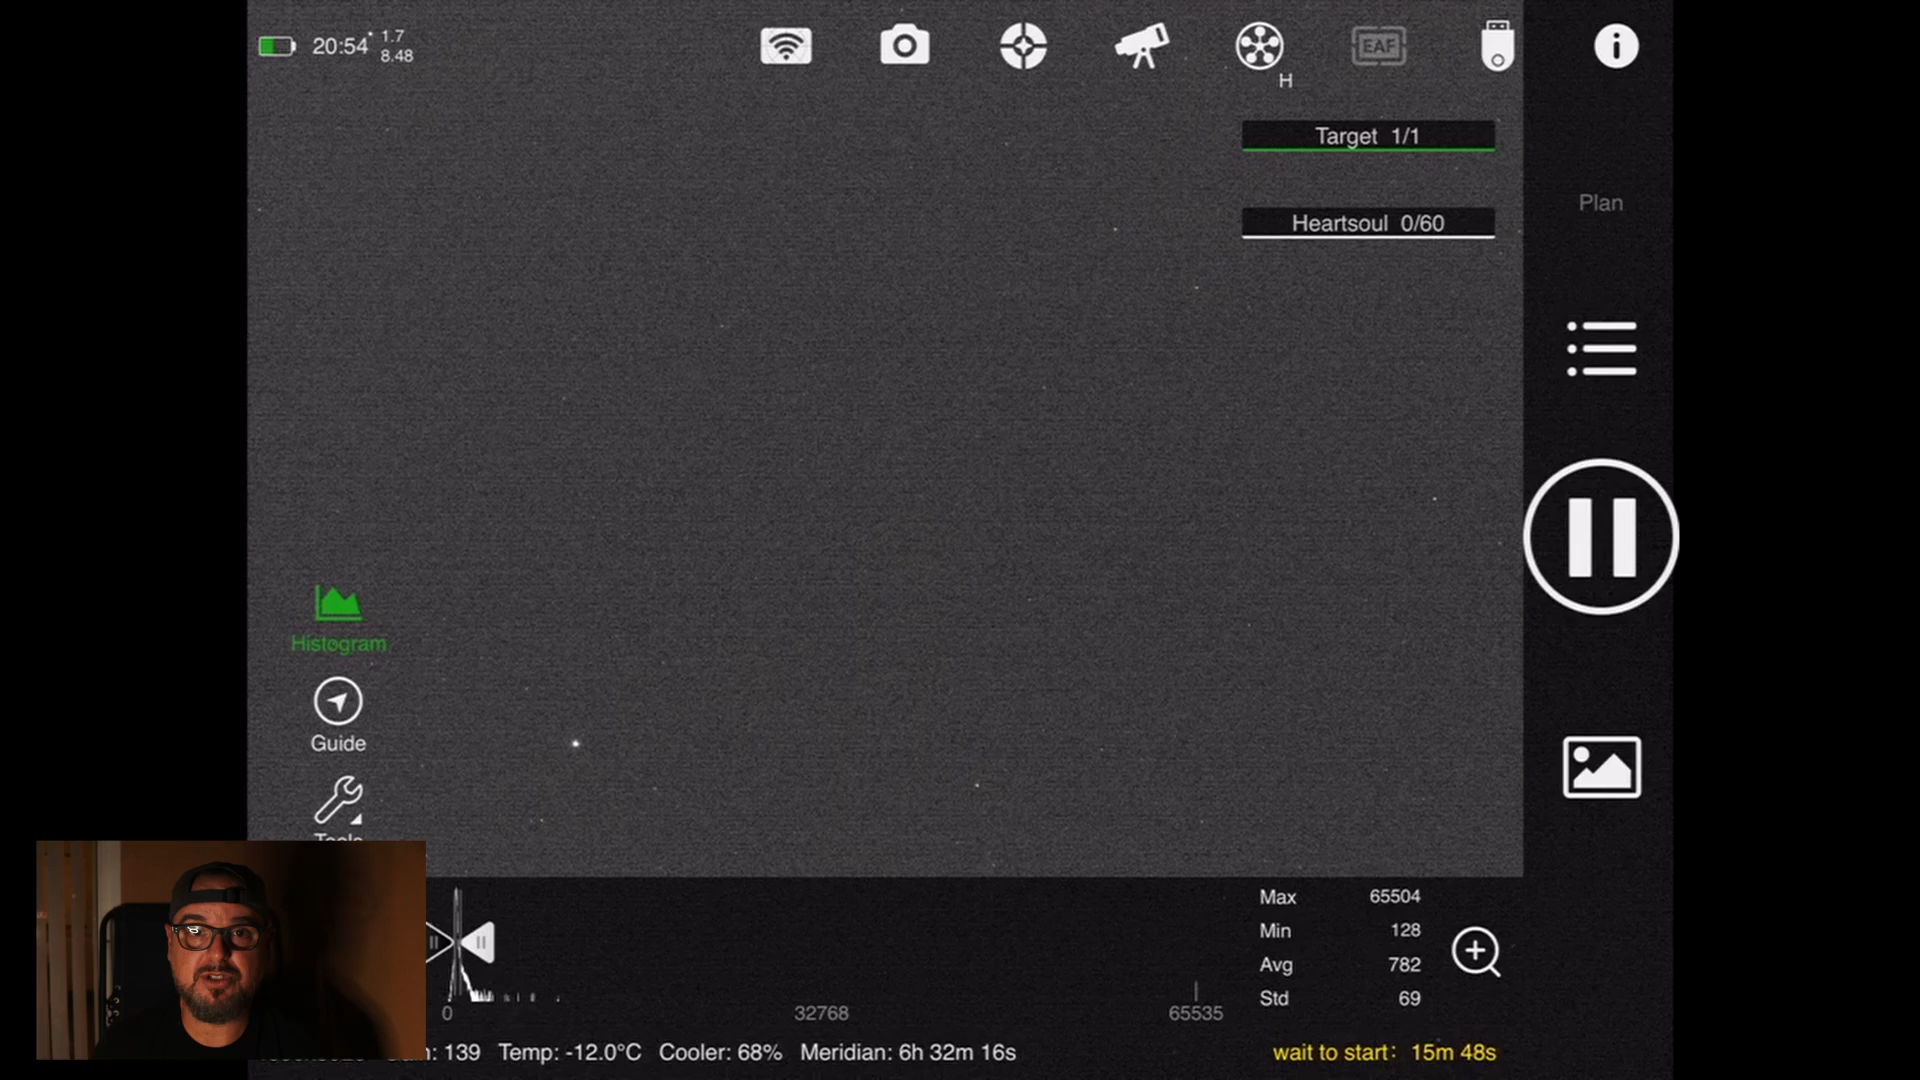 20:54
1.7
8.48
EAF
H
Target 1/1
Plan
Heartsoul 0/60
Histogram
Guide
Tools
Max 65504
Min 128
Avg 782
Std 69
0 32768 65535
: 139 Temp: -12.0°C Cooler: 68% Meridian: 6h 32m 16s
wait to start: 15m 48s